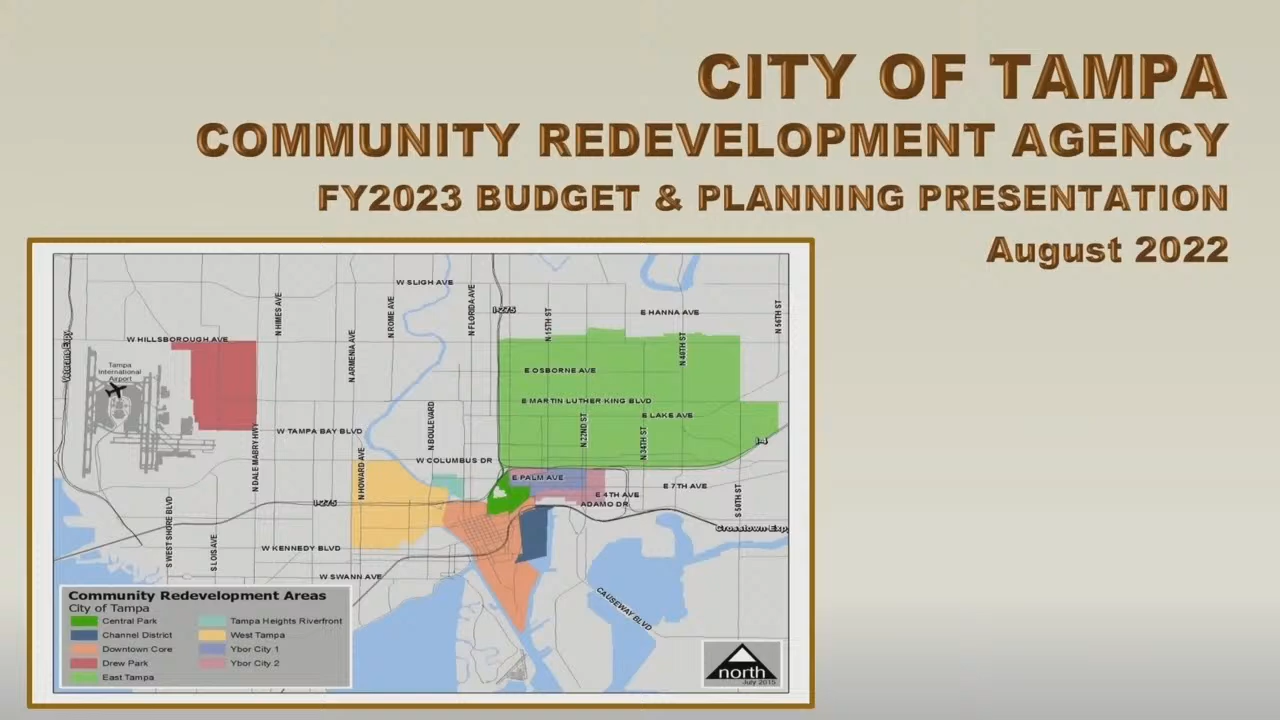 CITY OF TAMPA
COMMUNITY REDEVELOPMENT AGENCY
FY2023 BUDGET & PLANNING PRESENTATION
August 2022
W SLIGH AVE
I-275
E HANNA AVE
N HIMES AVE
N ROME AVE
N FLORIDA AVE
N 15TH ST
N 56TH ST
W HILLSBOROUGH AVE
N ARMENIA AVE
N 40TH ST
Tampa
International
Airport
E OSBORNE AVE
E MARTIN LUTHER KING BLVD
E LAKE AVE
N BOULEVARD
N 22ND ST
N 34TH ST
W TAMPA BAY BLVD
I-4
N DALE MABRY HWY
N HOWARD AVE
W COLUMBUS DR
E PALM AVE
E 7TH AVE
E 4TH AVE
ADAMO DR
S 50TH ST
I-275
S WEST SHORE BLVD
S LOIS AVE
Crosstown Expy
W KENNEDY BLVD
W SWANN AVE
CAUSEWAY BLVD
Community Redevelopment Areas
City of Tampa
Central Park
Channel District
Downtown Core
Drew Park
East Tampa
Tampa Heights Riverfront
West Tampa
Ybor City 1
Ybor City 2
north
July 2015